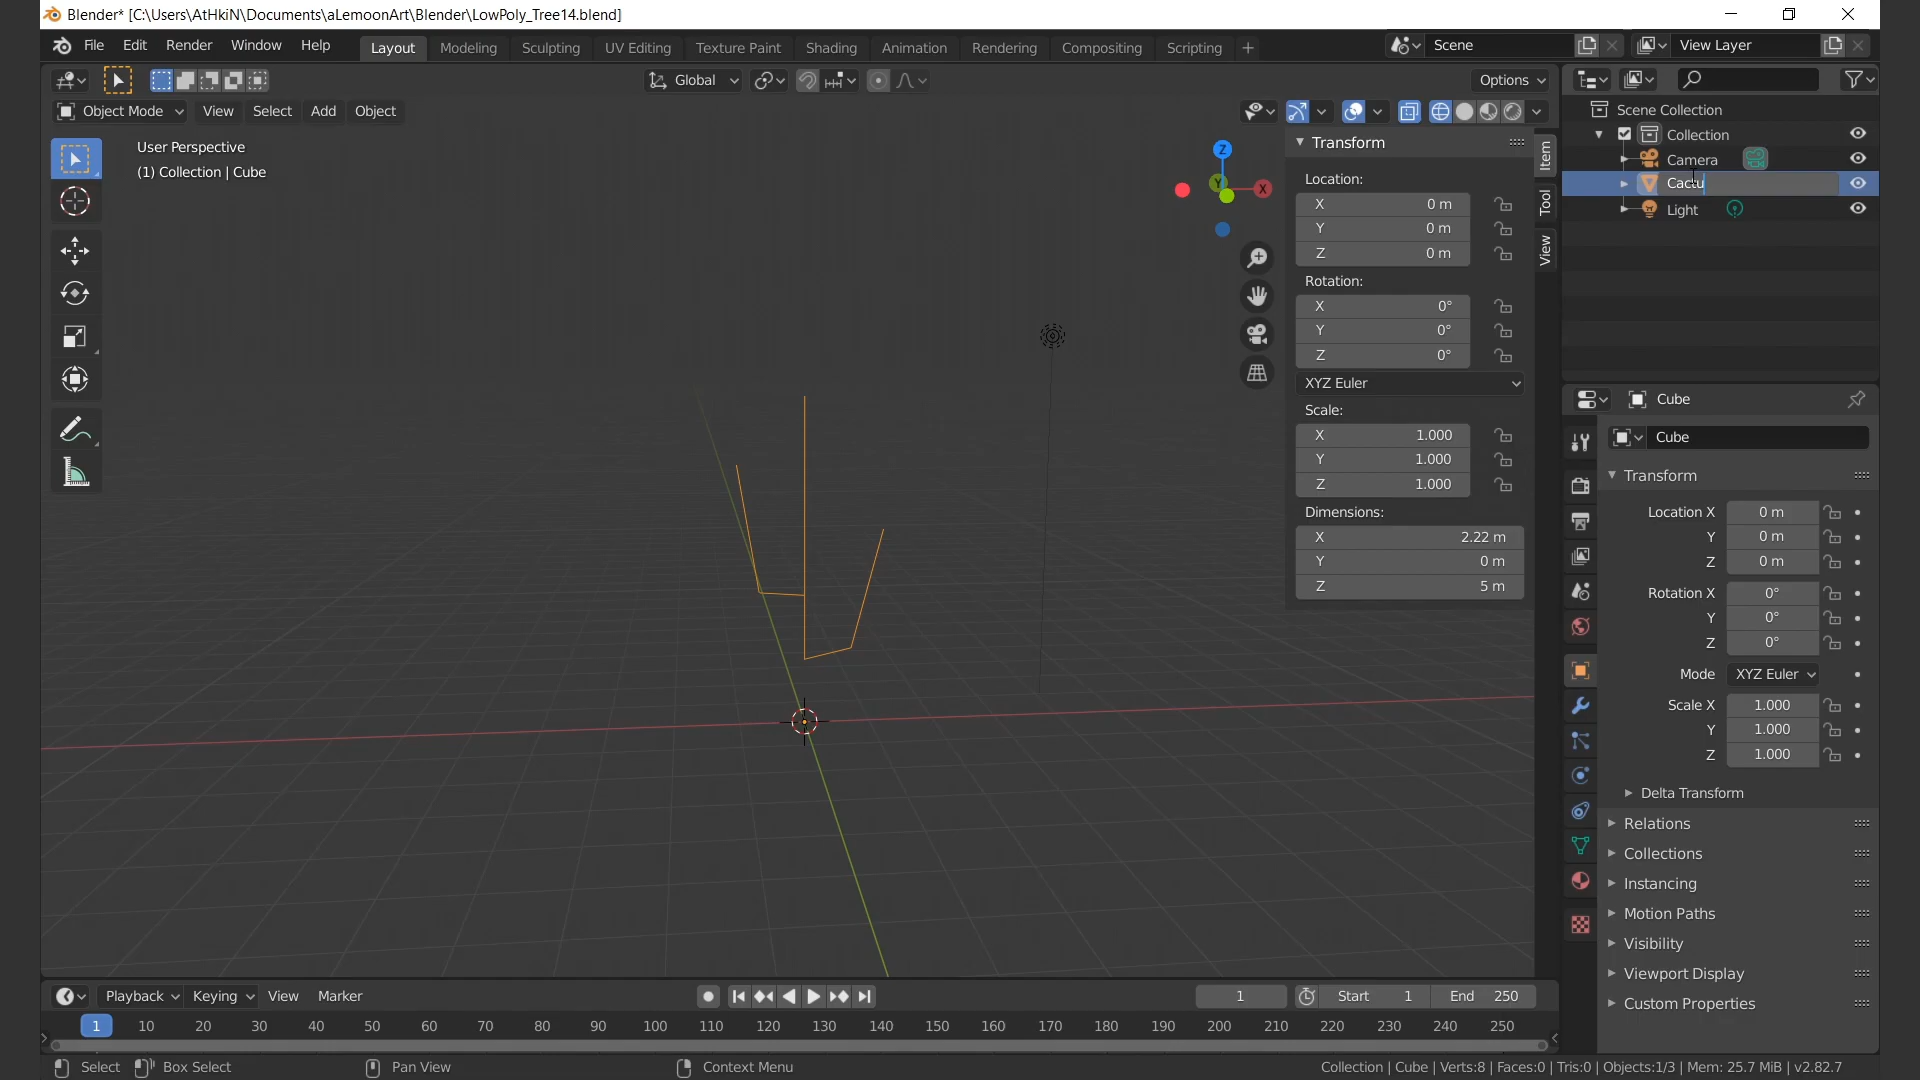 Blender* [C:\Users\AtHkiN\Documents\aLemoonArt\Blender\LowPoly_Tree14.blend]
File Edit Render Window Help Layout Modeling Sculpting UV Editing Texture Paint Shading Animation Rendering Compositing Scripting + Scene View Layer
Global Options
Object Mode View Select Add Object
User Perspective
(1) Collection | Cube
Z
Y
X
Transform
Location:
X 0 m
Y 0 m
Z 0 m
Rotation:
X 0°
Y 0°
Z 0°
XYZ Euler
Scale:
X 1.000
Y 1.000
Z 1.000
Dimensions:
X 2.22 m
Y 0 m
Z 5 m
Item
Tool
View
Scene Collection
Collection
Camera
Cactu
Light
Cube
Cube
Transform
Location X 0 m
Y 0 m
Z 0 m
Rotation X 0°
Y 0°
Z 0°
Mode XYZ Euler
Scale X 1.000
Y 1.000
Z 1.000
Delta Transform
Relations
Collections
Instancing
Motion Paths
Visibility
Viewport Display
Custom Properties
Playback Keying View Marker 1 Start 1 End 250
1 10 20 30 40 50 60 70 80 90 100 110 120 130 140 150 160 170 180 190 200 210 220 230 240 250
Select Box Select Pan View Context Menu Collection | Cube | Verts:8 | Faces:0 | Tris:0 | Objects:1/3 | Mem: 25.7 MiB | v2.82.7